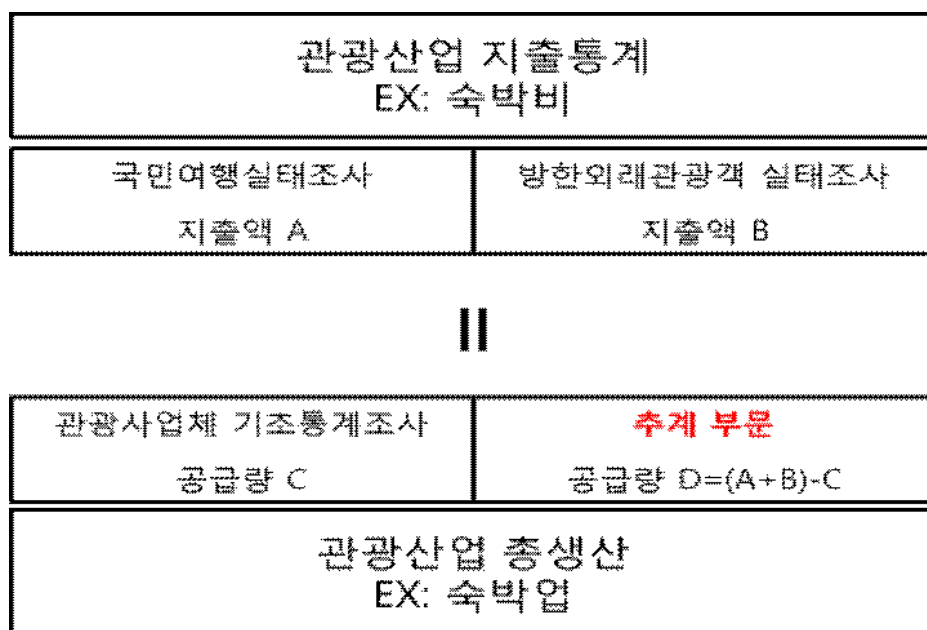 관광산업 지출통계
EX: 숙박비
국민여행실태조사
지출액 A
방한외래관광객 실태조사
지출액 B
=
관광사업체 기초통계조사
공급량 C
추계 부문
공급량 D=(A+B)-C
관광산업 총생산
EX: 숙박업